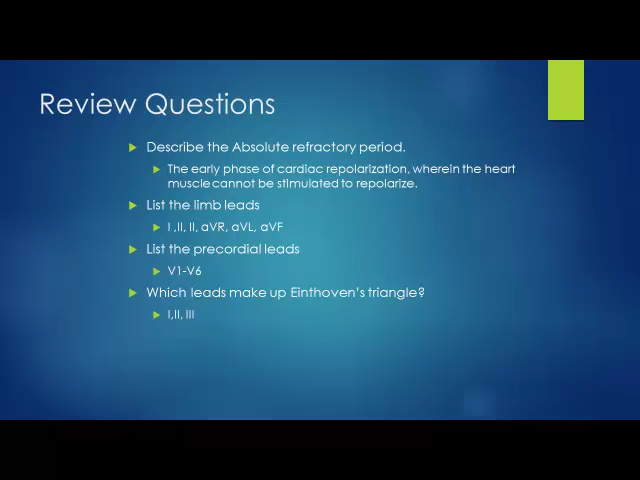 Review Questions
Describe the Absolute refractory period.
The early phase of cardiac repolarization, wherein the heart
muscle cannot be stimulated to repolarize.
List the limb leads
I ,II, II, aVR, aVL, aVF
List the precordial leads
V1-V6
Which leads make up Einthoven's triangle?
I,II, III